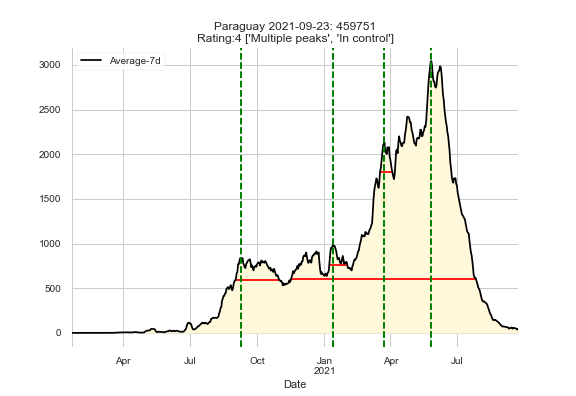 Paraguay 2021-09-23: 459751
Rating:4 ['Multiple peaks', 'In control']
Average-7d
3000
2500
2000
1500
1000
500
0
Apr Jul Oct Jan Apr Jul
2021
Date